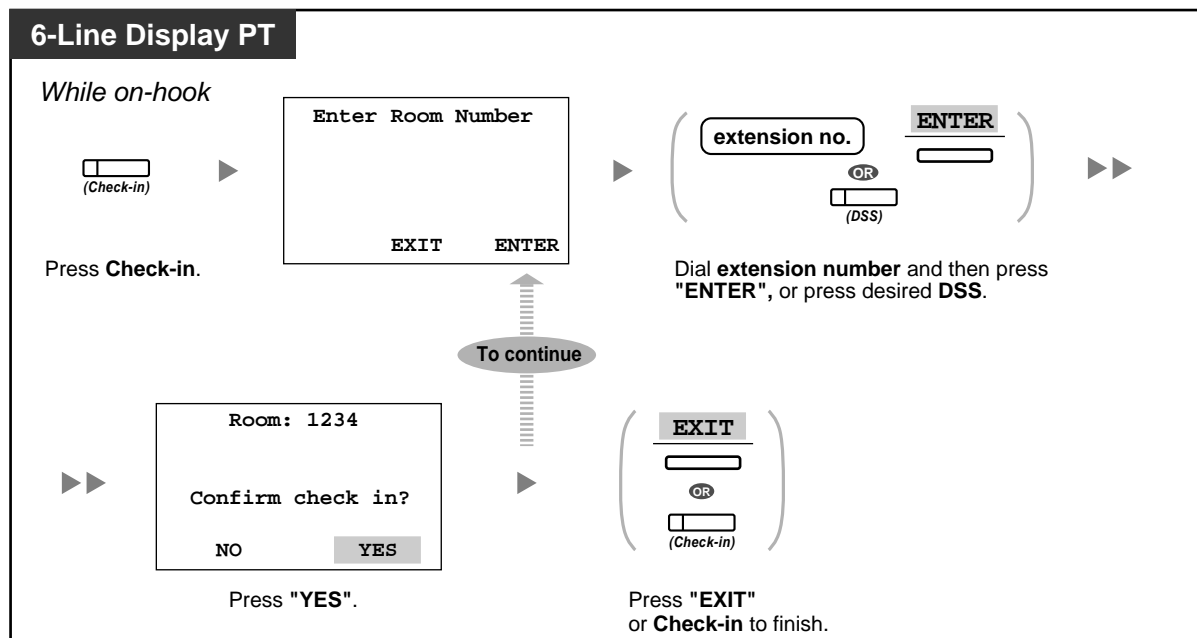 6-Line Display PT
While on-hook
(Check-in)
Press Check-in.
Enter Room Number
EXIT ENTER
extension no.
OR
(DSS)
ENTER
Dial extension number and then press
"ENTER", or press desired DSS.
To continue
Room: 1234
Confirm check in?
NO YES
Press "YES".
EXIT
OR
(Check-in)
Press "EXIT"
or Check-in to finish.